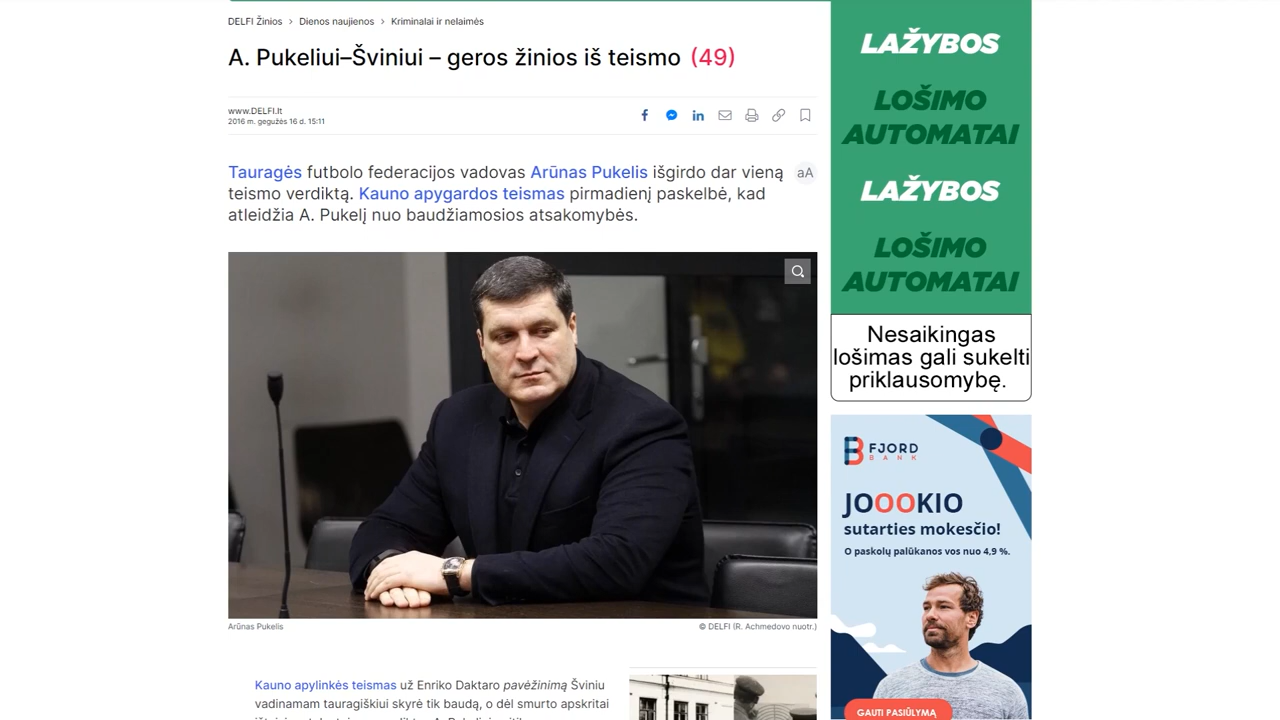 DELFI Žinios > Dienos naujienos > Kriminalai ir nelaimės
A. Pukeliui–Šviniui – geros žinios iš teismo (49)
www.DELFI.lt
2016 m. gegužės 16 d. 15:11
Tauragės futbolo federacijos vadovas Arūnas Pukelis išgirdo dar vieną
aA
teismo verdiktą. Kauno apygardos teismas pirmadienį paskelbė, kad
atleidžia A. Pukelį nuo baudžiamosios atsakomybės.
Arūnas Pukelis
© DELFI (R. Achmedovo nuotr.)
Kauno apylinkės teismas už Enriko Daktaro pavėžinimą Šviniu
vadinamam tauragiškiui skyrė tik baudą, o dėl smurto apskritai
LAŽYBOS
LOŠIMO
AUTOMATAI
LAŽYBOS
LOŠIMO
AUTOMATAI
Nesaikingas
lošimas gali sukelti
priklausomybę.
FJORD
BANK
JOOOKIO
sutarties mokesčio!
O paskolų palūkanos vos nuo 4,9 %.
GAUTI PASIŪLYMĄ